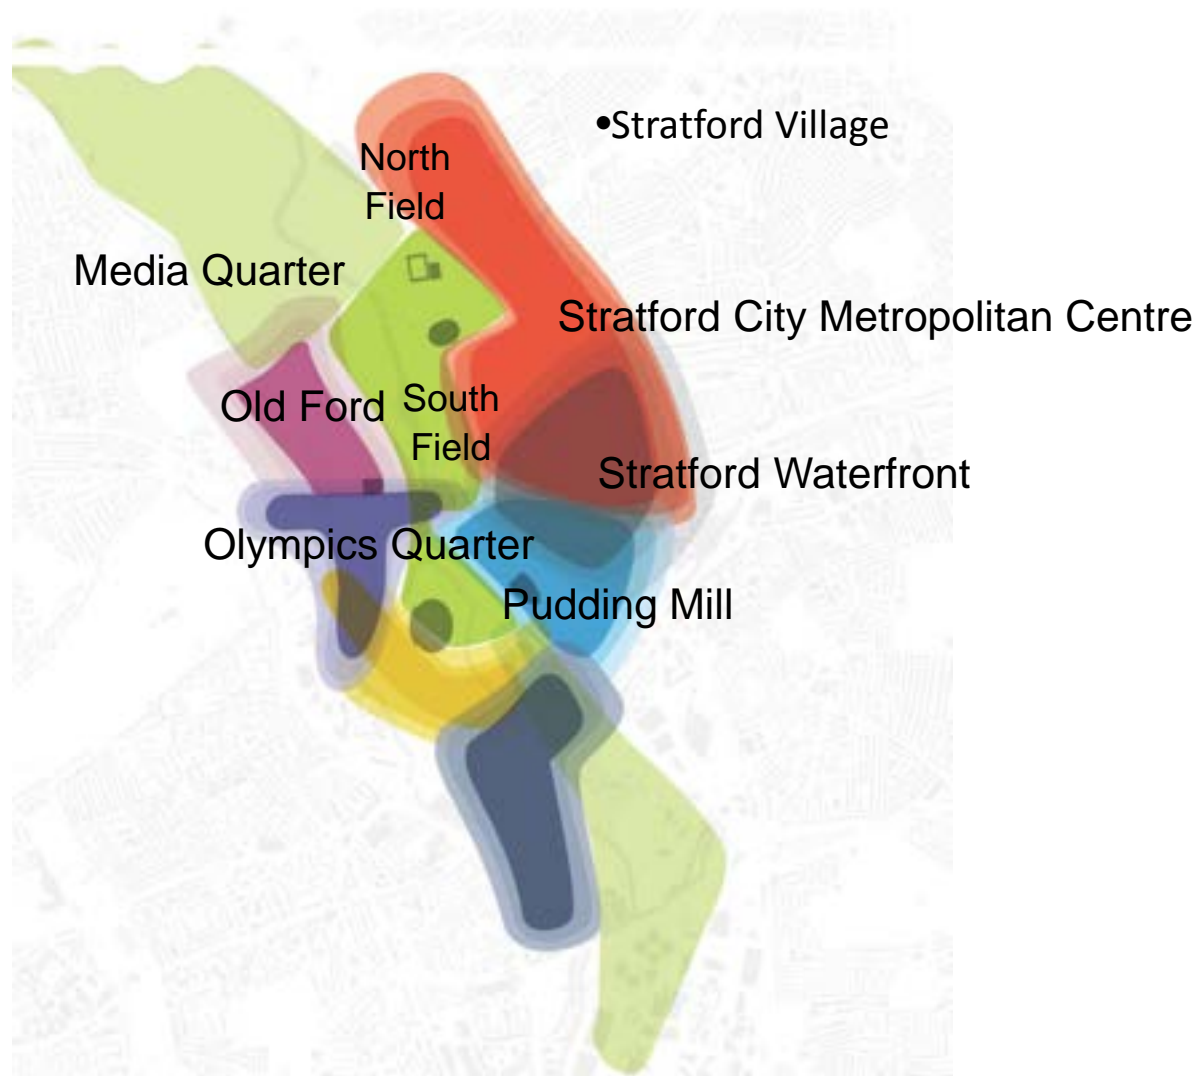 •Stratford Village
North
Field
Media Quarter
Stratford City Metropolitan Centre
Old Ford
South
Field
Stratford Waterfront
Olympics Quarter
Pudding Mill